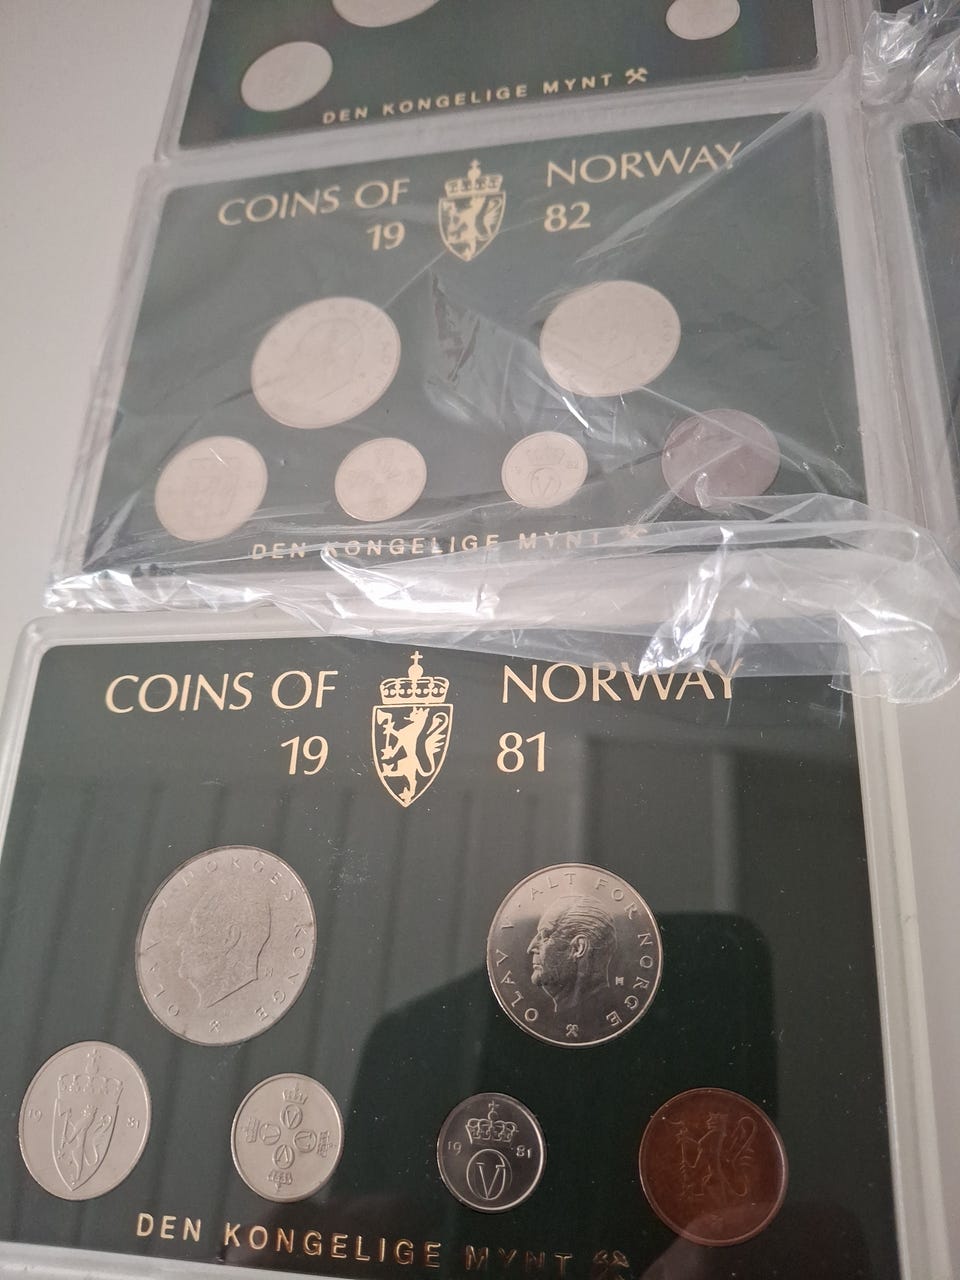 DEN KONGELIGE MYNT
COINS OF NORWAY
19 82
DEN KONGELIGE MYNT
COINS OF NORWAY
19 81
OLAV V · NORGES KONGE
OLAV V · ALT FOR NORGE
19 81
19 81
DEN KONGELIGE MYNT